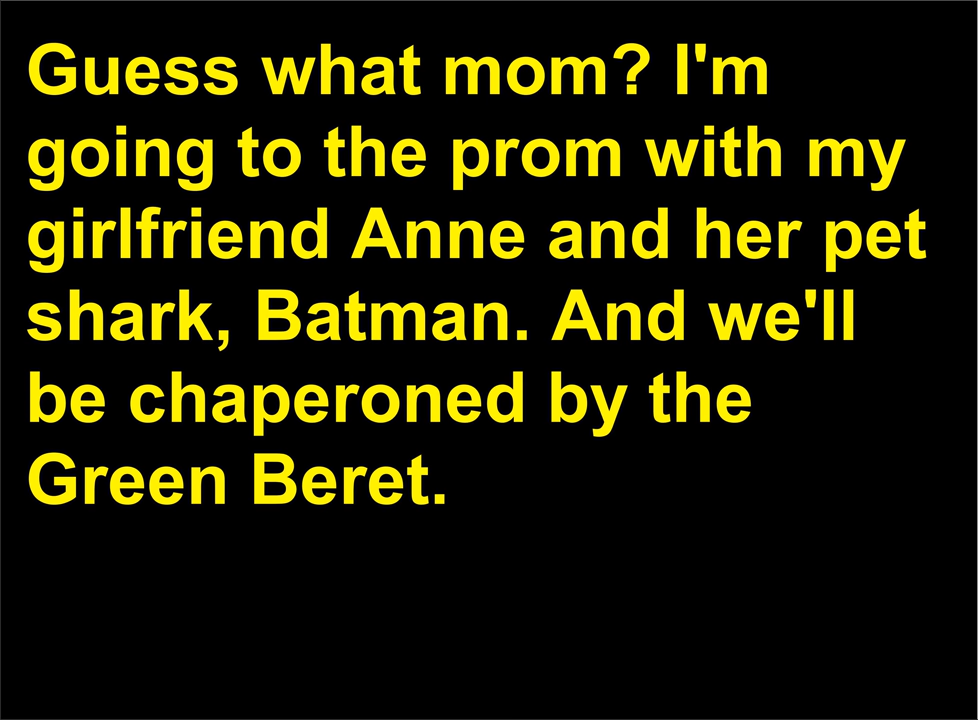 Guess what mom? I'm
going to the prom with my
girlfriend Anne and her pet
shark, Batman. And we'll
be chaperoned by the
Green Beret.